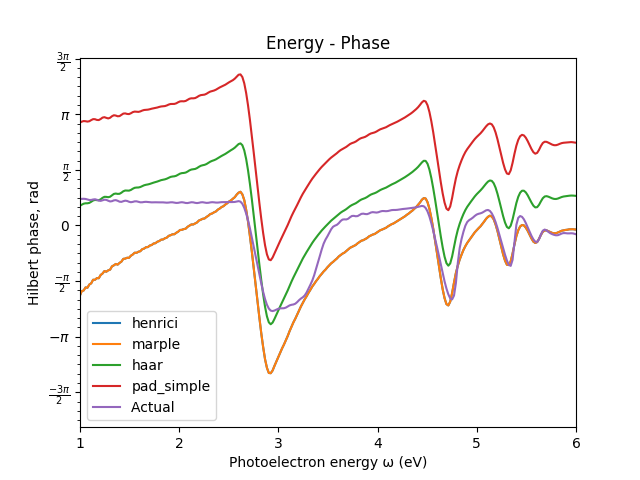 Energy - Phase
3π/2
π
π/2
0
−π/2
−π
−3π/2
Hilbert phase, rad
henrici
marple
haar
pad_simple
Actual
1 2 3 4 5 6
Photoelectron energy ω (eV)